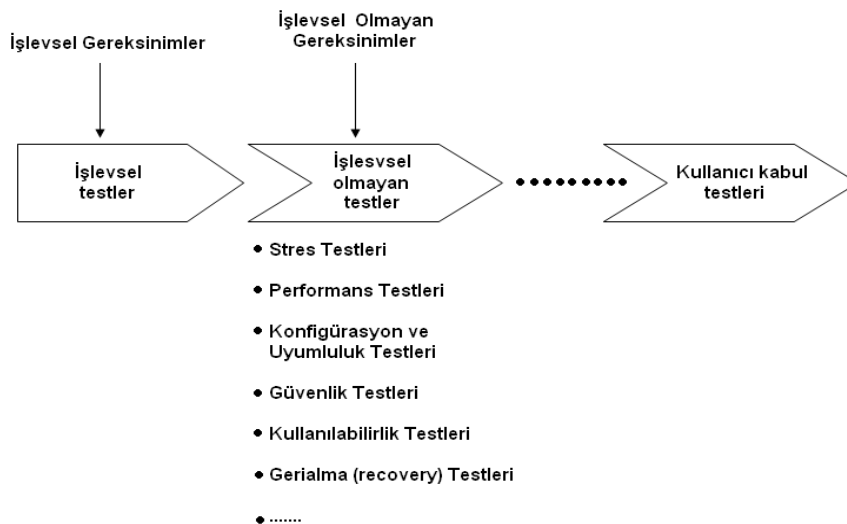 İşlevsel Gereksinimler
İşlevsel Olmayan
Gereksinimler
İşlevsel
testler
İşlesvsel
olmayan
testler
Kullanıcı kabul
testleri
• Stres Testleri
• Performans Testleri
• Konfigürasyon ve
Uyumluluk Testleri
• Güvenlik Testleri
• Kullanılabilirlik Testleri
• Gerialma (recovery) Testleri
• .......